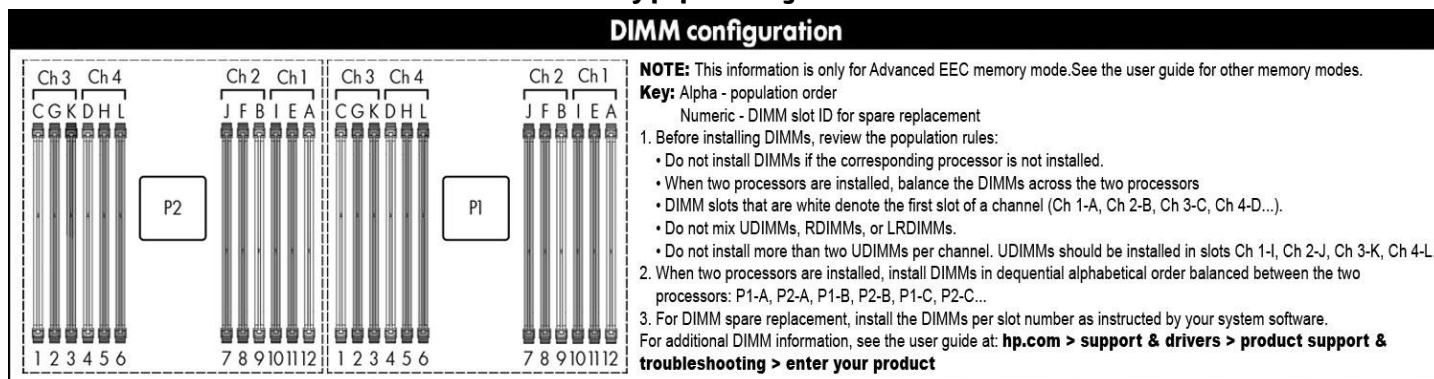 DIMM configuration
Ch 3 Ch 4 Ch 2 Ch 1 Ch 3 Ch 4 Ch 2 Ch 1
C G K D H L J F B I E A C G K D H L J F B I E A
P2 P1
1 2 3 4 5 6 7 8 9 10 11 12 1 2 3 4 5 6 7 8 9 10 11 12
NOTE: This information is only for Advanced EEC memory mode.See the user guide for other memory modes.
Key: Alpha - population order
Numeric - DIMM slot ID for spare replacement
1. Before installing DIMMs, review the population rules:
• Do not install DIMMs if the corresponding processor is not installed.
• When two processors are installed, balance the DIMMs across the two processors
• DIMM slots that are white denote the first slot of a channel (Ch 1-A, Ch 2-B, Ch 3-C, Ch 4-D...).
• Do not mix UDIMMs, RDIMMs, or LRDIMMs.
• Do not install more than two UDIMMs per channel. UDIMMs should be installed in slots Ch 1-I, Ch 2-J, Ch 3-K, Ch 4-L.
2. When two processors are installed, install DIMMs in dequential alphabetical order balanced between the two
processors: P1-A, P2-A, P1-B, P2-B, P1-C, P2-C...
3. For DIMM spare replacement, install the DIMMs per slot number as instructed by your system software.
For additional DIMM information, see the user guide at: hp.com > support & drivers > product support &
troubleshooting > enter your product